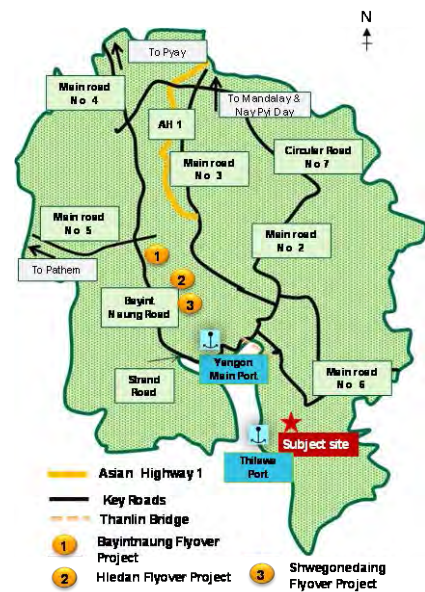 N
To Pyay
Main road
No 4
To Mandalay &
Nay Pyi Day
AH 1
Circular Road
No 7
Main road
No 3
Main road
No 5
Main road
No 2
To Pathem
1
2
3
Bayint
Naung Road
Yangon
Main Port
Strand
Road
Main road
No 6
Subject site
Thilawa
Port
Asian Highway 1
Key Roads
Thanlin Bridge
1 Bayintnaung Flyover
Project
2 Hledan Flyover Project
3 Shwegonedaing
Flyover Project